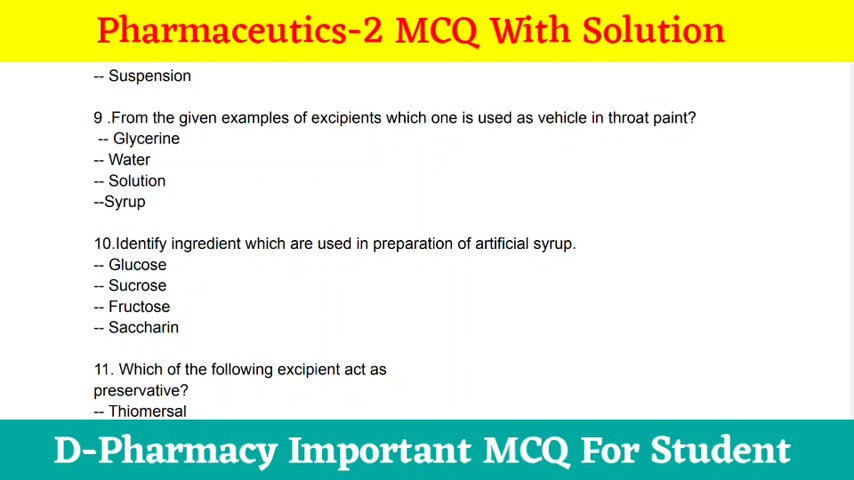 Pharmaceutics-2 MCQ With Solution
-- Suspension
9 .From the given examples of excipients which one is used as vehicle in throat paint?
-- Glycerine
-- Water
-- Solution
--Syrup
10.Identify ingredient which are used in preparation of artificial syrup.
-- Glucose
-- Sucrose
-- Fructose
-- Saccharin
11. Which of the following excipient act as
preservative?
-- Thiomersal
D-Pharmacy Important MCQ For Student